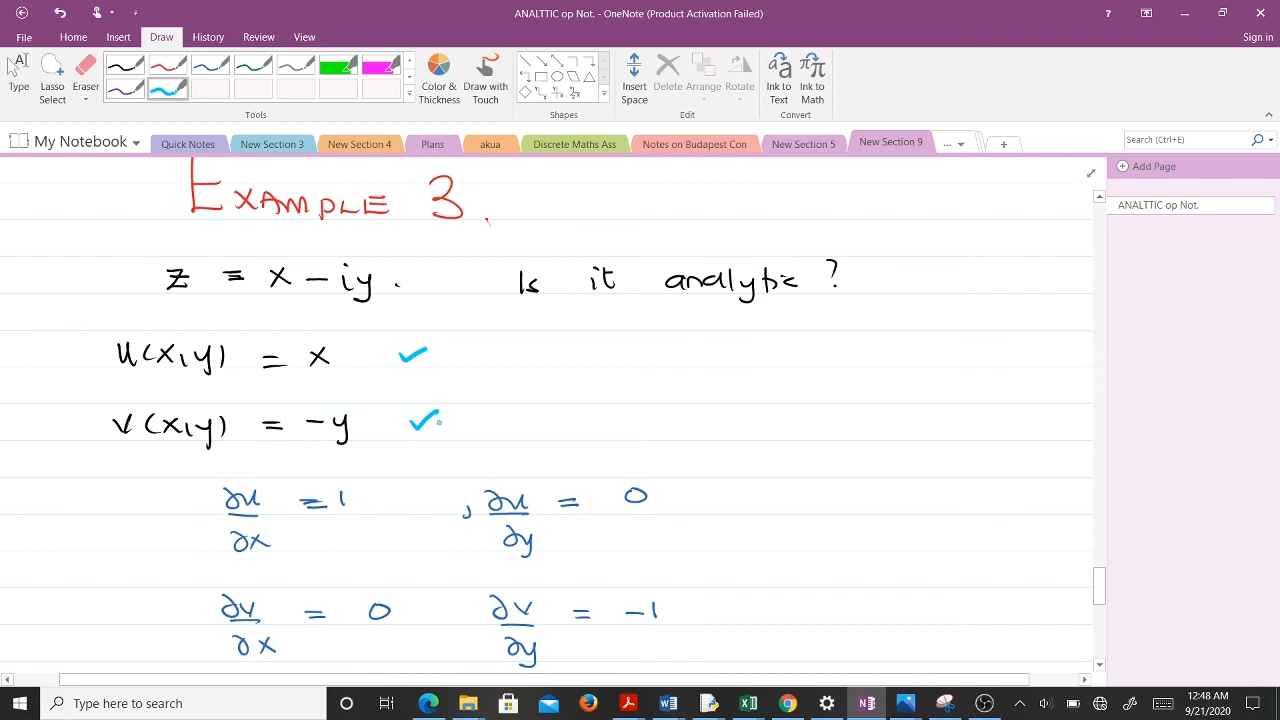 ANALTTIC op Not. - OneNote (Product Activation Failed)
File Home Insert Draw History Review View Sign in
Type Lasso Select Eraser Color & Thickness Draw with Touch Insert Space Delete Arrange Rotate Ink to Text Ink to Math
Tools Shapes Edit Convert
My Notebook Quick Notes New Section 3 New Section 4 Plans akua Discrete Maths Ass Notes on Budapest Con New Section 5 New Section 9 ... Search (Ctrl+E)
Add Page
ANALTTIC op Not.
EXAMPLE 3.
z = x - iy. Is it analytic?
u(x,y) = x ✓
v(x,y) = -y ✓
∂u/∂x = 1 , ∂u/∂y = 0
∂v/∂x = 0 ∂v/∂y = -1
Type here to search
12:48 AM
9/21/2020